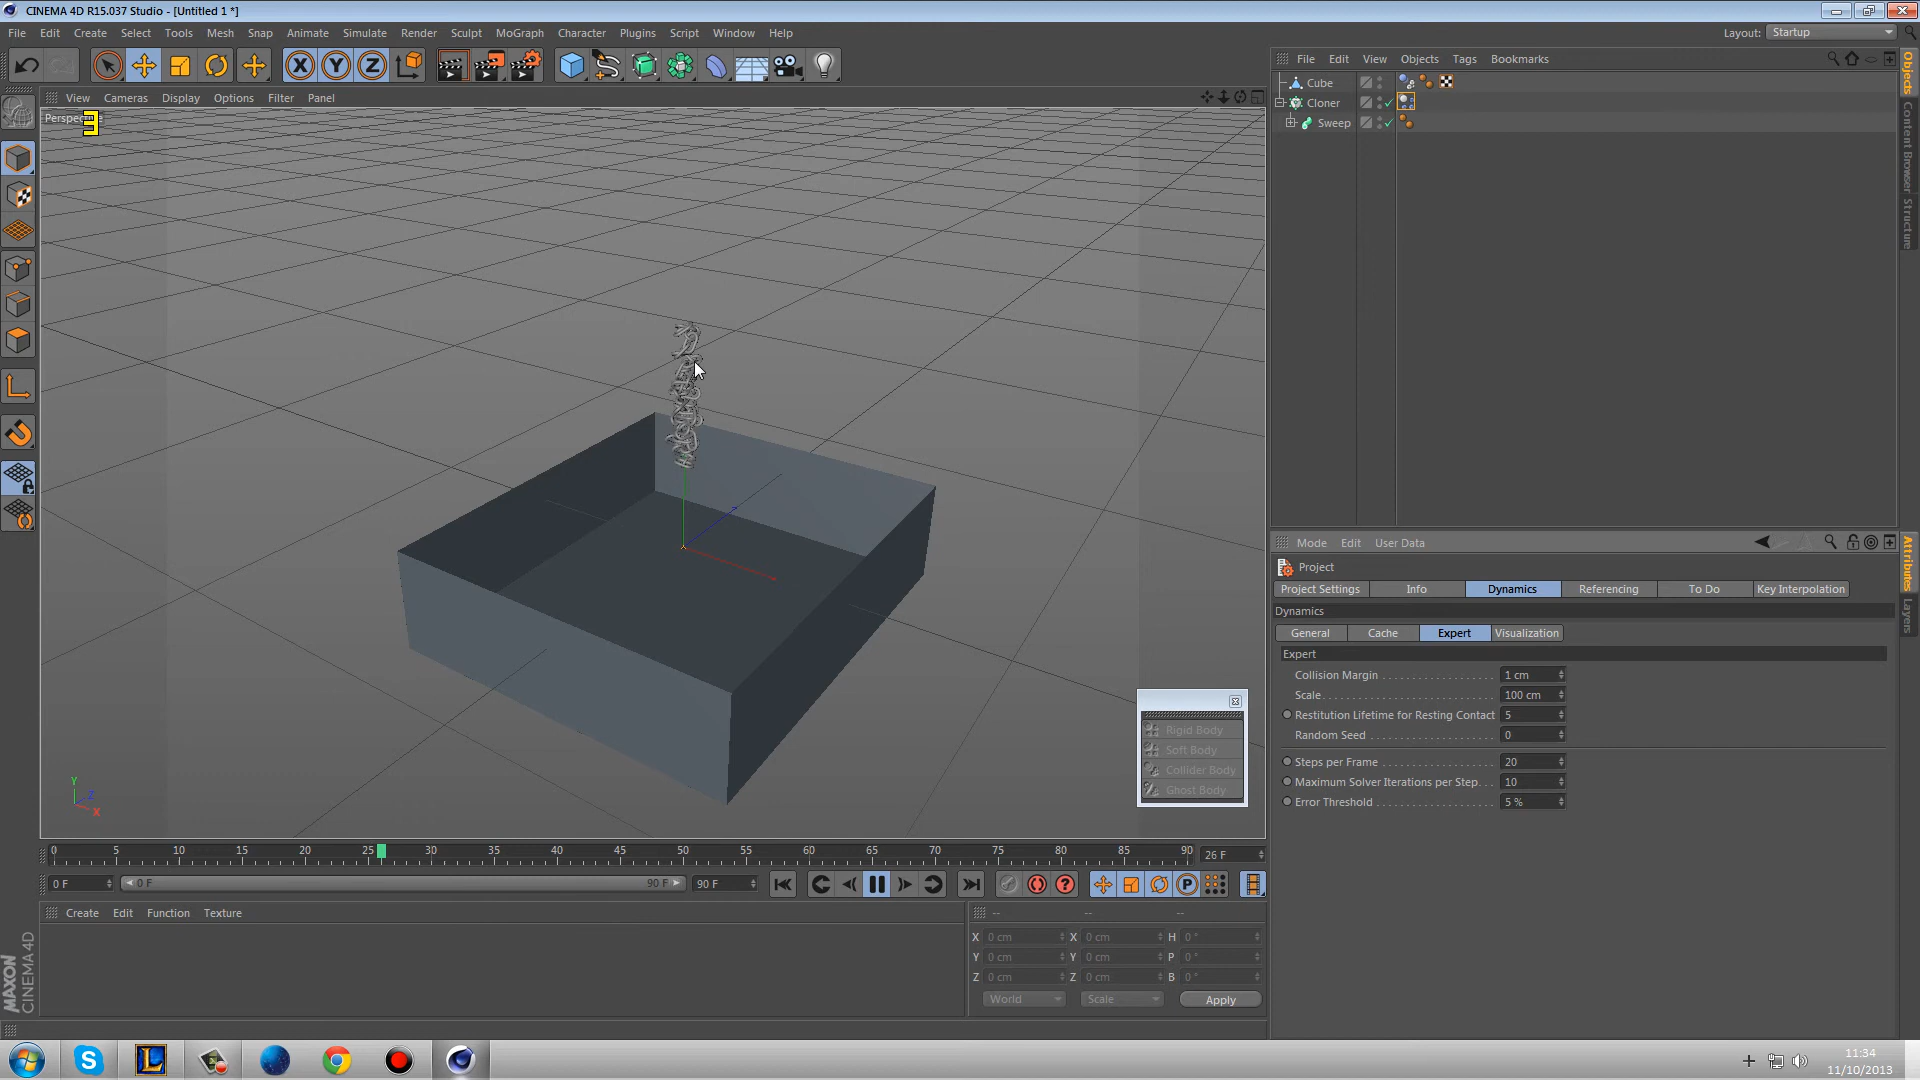 CINEMA 4D R15.037 Studio - [Untitled 1 *]
File Edit Create Select Tools Mesh Snap Animate Simulate Render Sculpt MoGraph Character Plugins Script Window Help
Layout: Startup
X Y Z
View Cameras Display Options Filter Panel
Perspec
3
File Edit View Objects Tags Bookmarks
Cube
Cloner
Sweep
Objects
Content Browser
Structure
Mode Edit User Data
Project
Project Settings Info Dynamics Referencing To Do Key Interpolation
Dynamics
General Cache Expert Visualization
Expert
Collision Margin 1 cm
Scale 100 cm
Restitution Lifetime for Resting Contact 5
Random Seed 0
Steps per Frame 20
Maximum Solver Iterations per Step 10
Error Threshold 5 %
Attributes
Layers
Rigid Body
Soft Body
Collider Body
Ghost Body
Y Z X
0 5 10 15 20 25 30 35 40 45 50 55 60 65 70 75 80 85 90 26 F
0 F 0 F 90 F 90 F
P
Create Edit Function Texture
-- -- --
X 0 cm X 0 cm H 0 °
Y 0 cm Y 0 cm P 0 °
Z 0 cm Z 0 cm B 0 °
World Scale Apply
MAXON
CINEMA 4D
11:34
11/10/2013